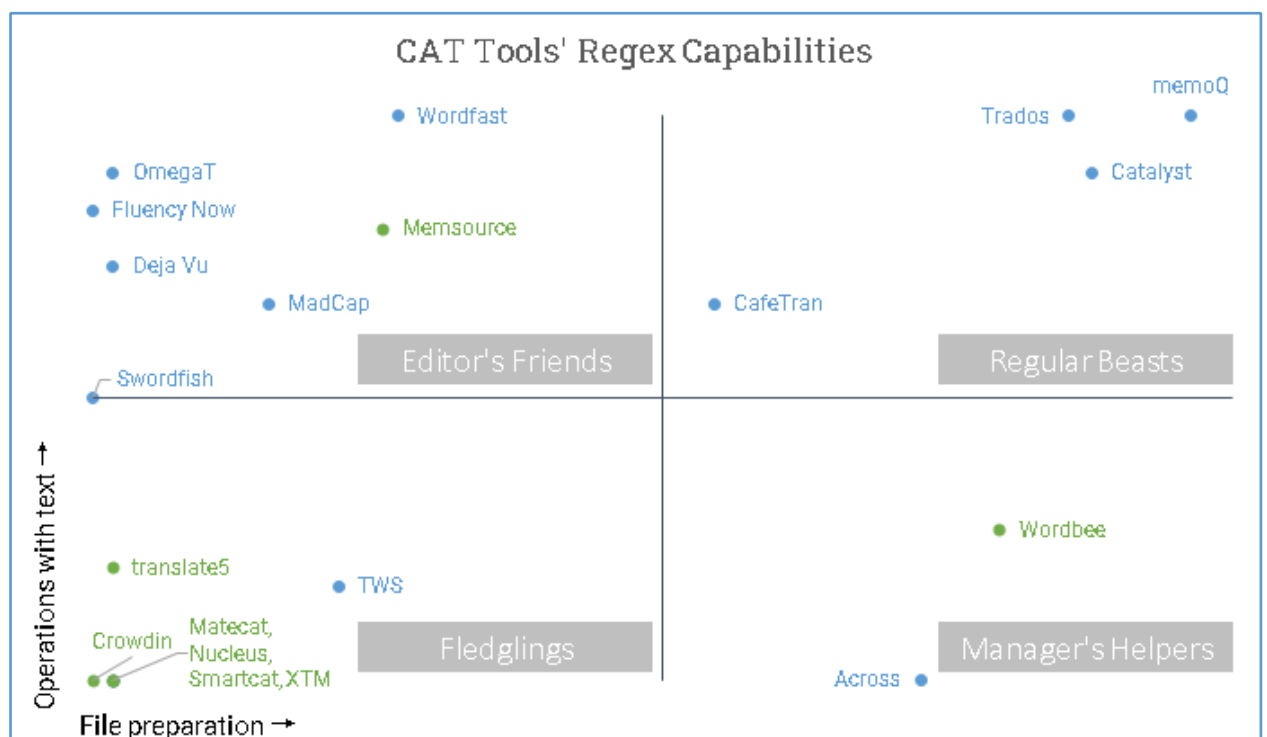 CAT Tools' Regex Capabilities
memoQ
Wordfast
Trados
OmegaT
Catalyst
Fluency Now
Memsource
Deja Vu
MadCap
CafeTran
Editor's Friends
Regular Beasts
Swordfish
Operations with text →
Wordbee
translate5
TWS
Crowdin
Matecat,
Nucleus,
Smartcat, XTM
Fledglings
Manager's Helpers
Across
File preparation →